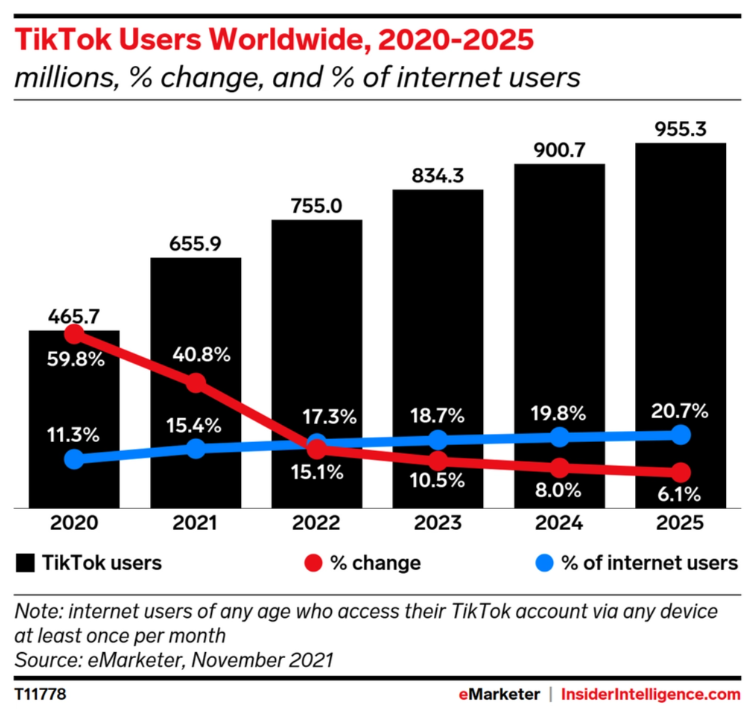 TikTok Users Worldwide, 2020-2025
millions, % change, and % of internet users
465.7
655.9
755.0
834.3
900.7
955.3
59.8%
40.8%
15.1%
10.5%
8.0%
6.1%
11.3%
15.4%
17.3%
18.7%
19.8%
20.7%
2020 2021 2022 2023 2024 2025
TikTok users % change % of internet users
Note: internet users of any age who access their TikTok account via any device
at least once per month
Source: eMarketer, November 2021
T11778 eMarketer | InsiderIntelligence.com